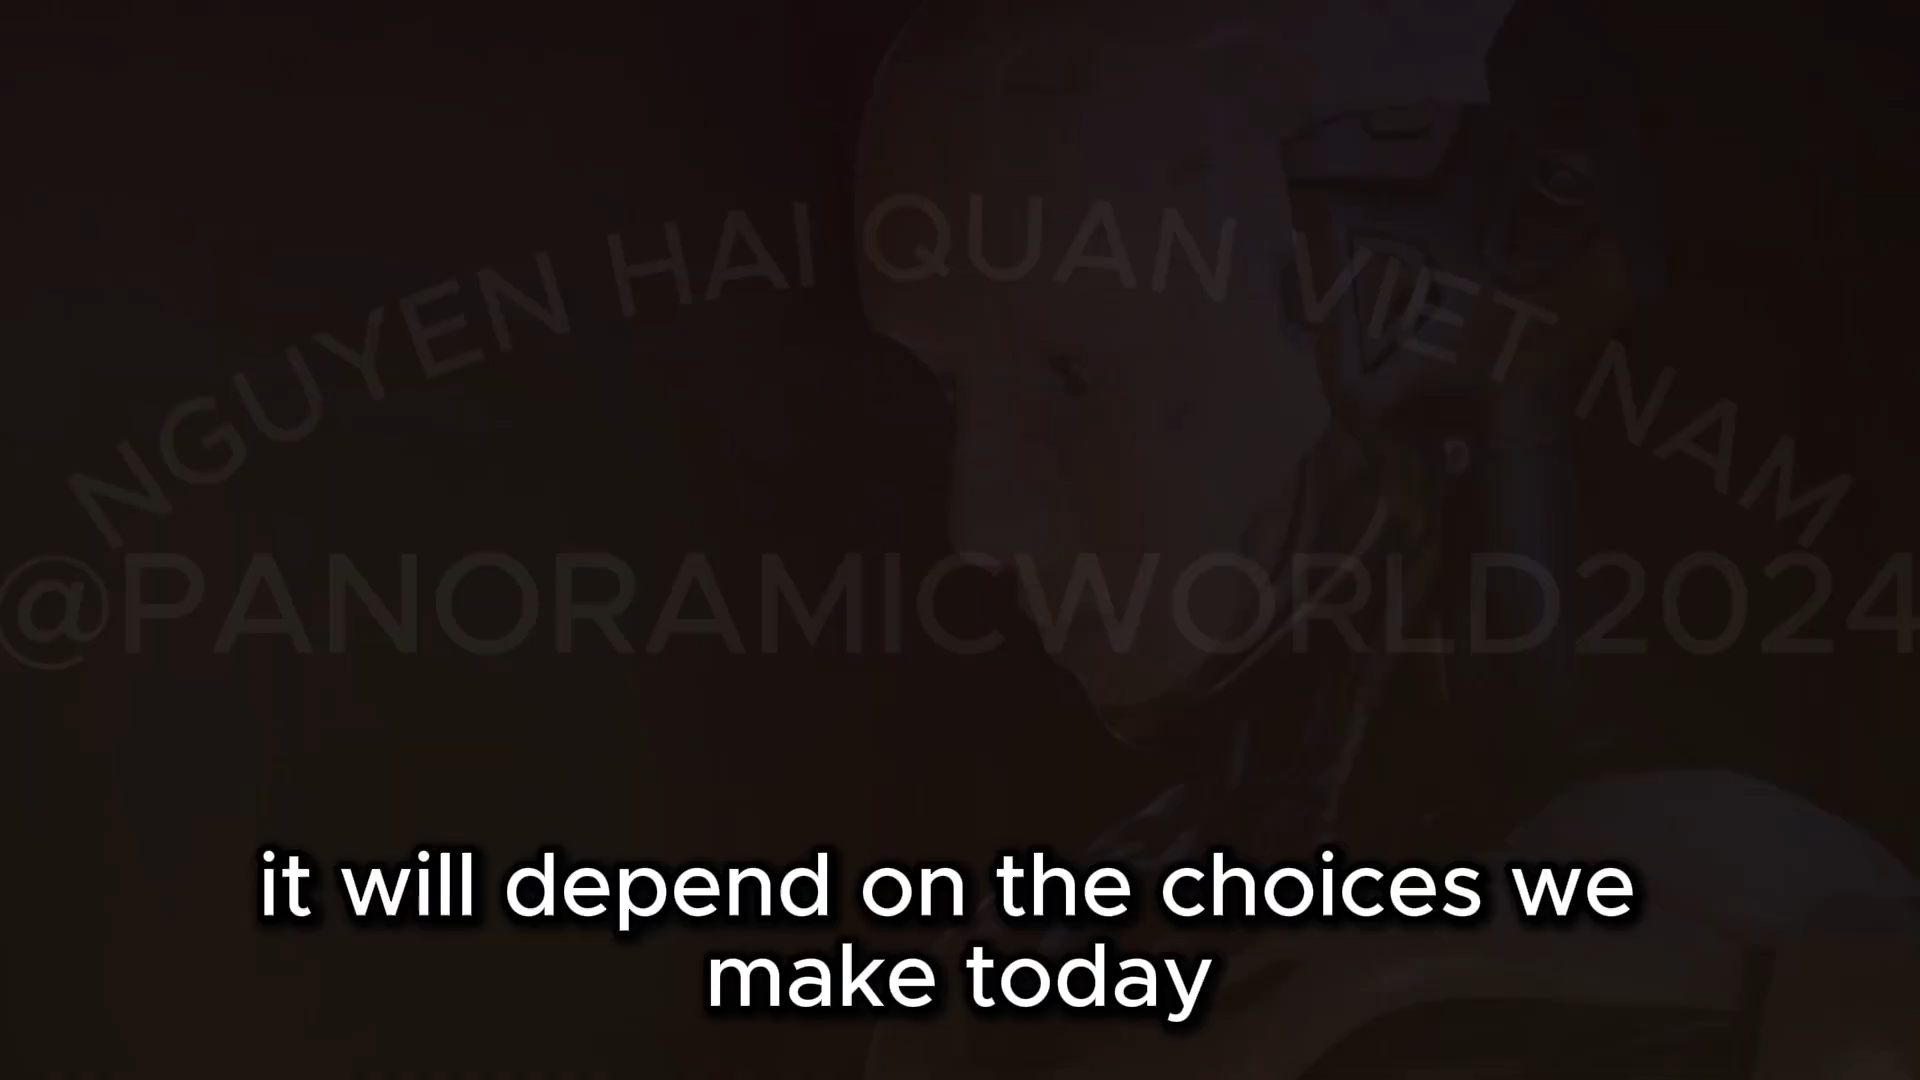 NGUYEN HAI QUAN VIET NAM
@PANORAMICWORLD2024
it will depend on the choices we
make today